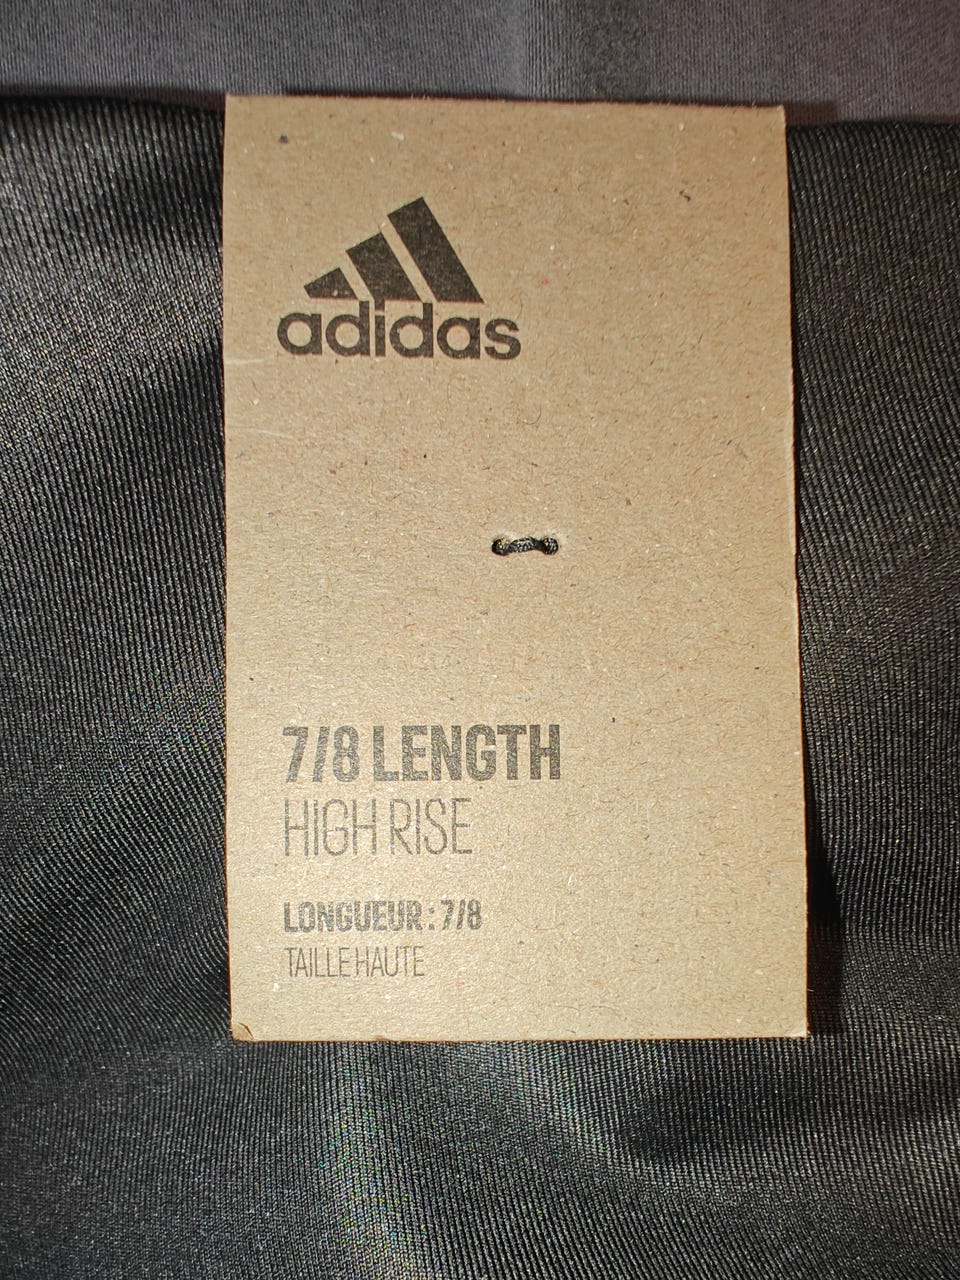 adidas
7/8 LENGTH
HIGH RISE
LONGUEUR : 7/8
TAILLE HAUTE